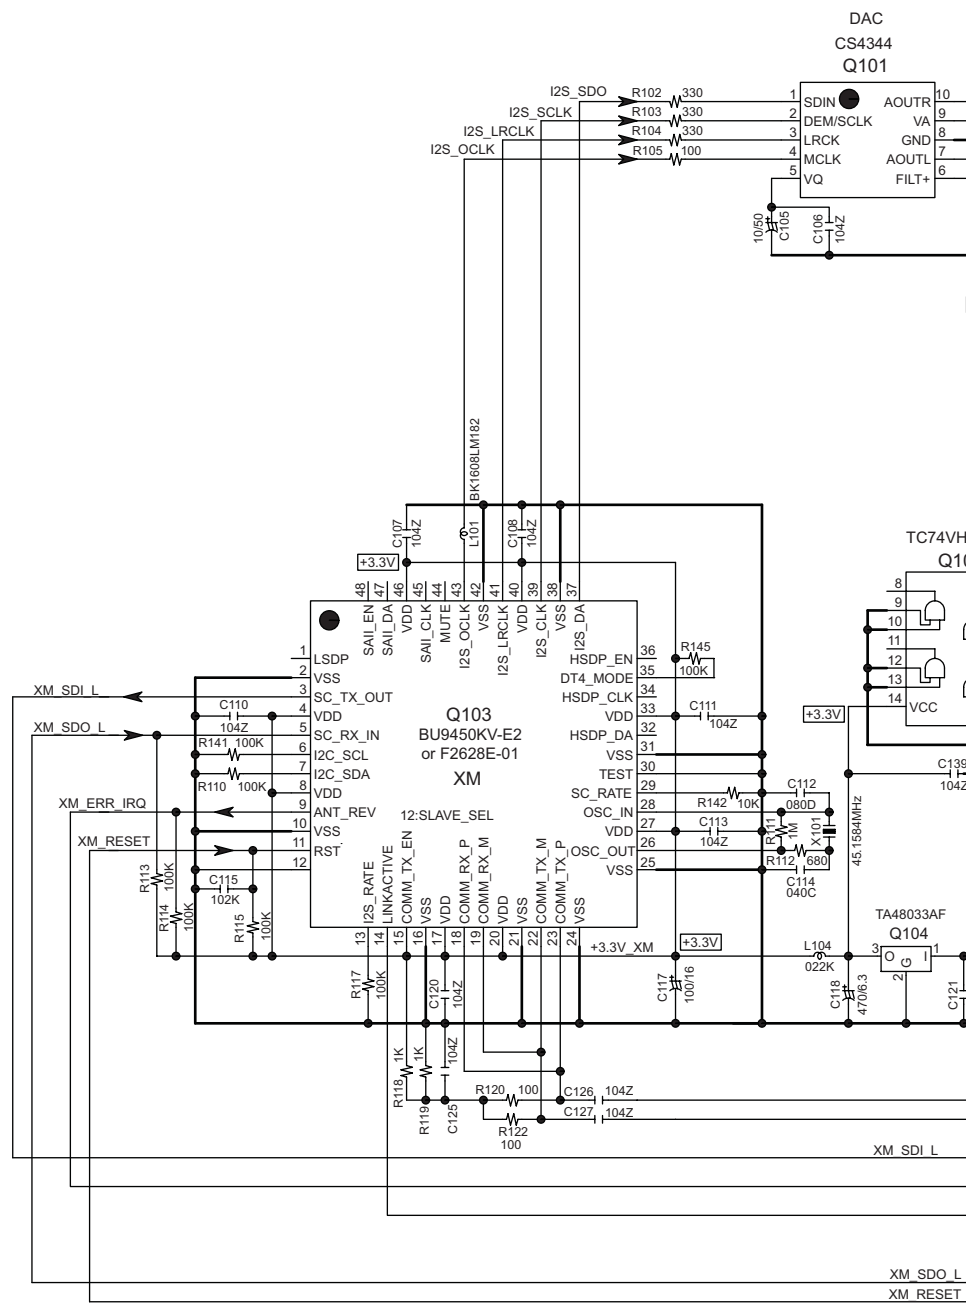 DAC
CS4344
Q101
I2S_SDO R102 330
I2S_SCLK R103 330
I2S_LRCLK R104 330
I2S_OCLK R105 100
1 SDIN AOUTR 10
2 DEM/SCLK VA 9
3 LRCK GND 8
4 MCLK AOUTL 7
5 VQ FILT+ 6
10/50
C105
C106
104Z
BK1608LM182
L101
C107
104Z
C108
104Z
+3.3V
TC74VH
8
9
10
11
12
13
14 VCC
+3.3V
C139
104Z
48 SAII_EN
47 SAII_DA
46 VDD
45 SAII_CLK
44 MUTE
43 I2S_OCLK
42 VSS
41 I2S_LRCLK
40 VDD
39 I2S_CLK
38 VSS
37 I2S_DA
1 LSDP
2 VSS
3 SC_TX_OUT
4 VDD
5 SC_RX_IN
6 I2C_SCL
7 I2C_SDA
8 VDD
9 ANT_REV
10 VSS
11 RST
12
12:SLAVE_SEL
Q103
BU9450KV-E2
or F2628E-01
XM
HSDP_EN 36
DT4_MODE 35
HSDP_CLK 34
VDD 33
HSDP_DA 32
VSS 31
TEST 30
SC_RATE 29
OSC_IN 28
VDD 27
OSC_OUT 26
VSS 25
13 I2S_RATE
14 LINKACTIVE
15 COMM_TX_EN
16 VSS
17 VDD
18 COMM_RX_P
19 COMM_RX_M
20 VDD
21 VSS
22 COMM_TX_M
23 COMM_TX_P
24 VSS
XM_SDI_L
XM_SDO_L
XM_ERR_IRQ
XM_RESET
C110
104Z
R141 100K
R110 100K
R113
100K
R114
100K
C115
102K
R115
100K
R145
100K
C111
104Z
R142 10K
C112
080D
C113
104Z
R111
1M
X101
45.1584MHz
R112 680
C114
040C
+3.3V_XM
+3.3V
L104
022K
TA48033AF
Q104
3 O I 1
G
2
R117
100K
C120
104Z
C117
100/16
C118
470/6.3
C121
R118
1K
R119
1K
C125
104Z
R120 100
R122
100
C126 104Z
C127 104Z
XM_SDI_L
XM_SDO_L
XM_RESET